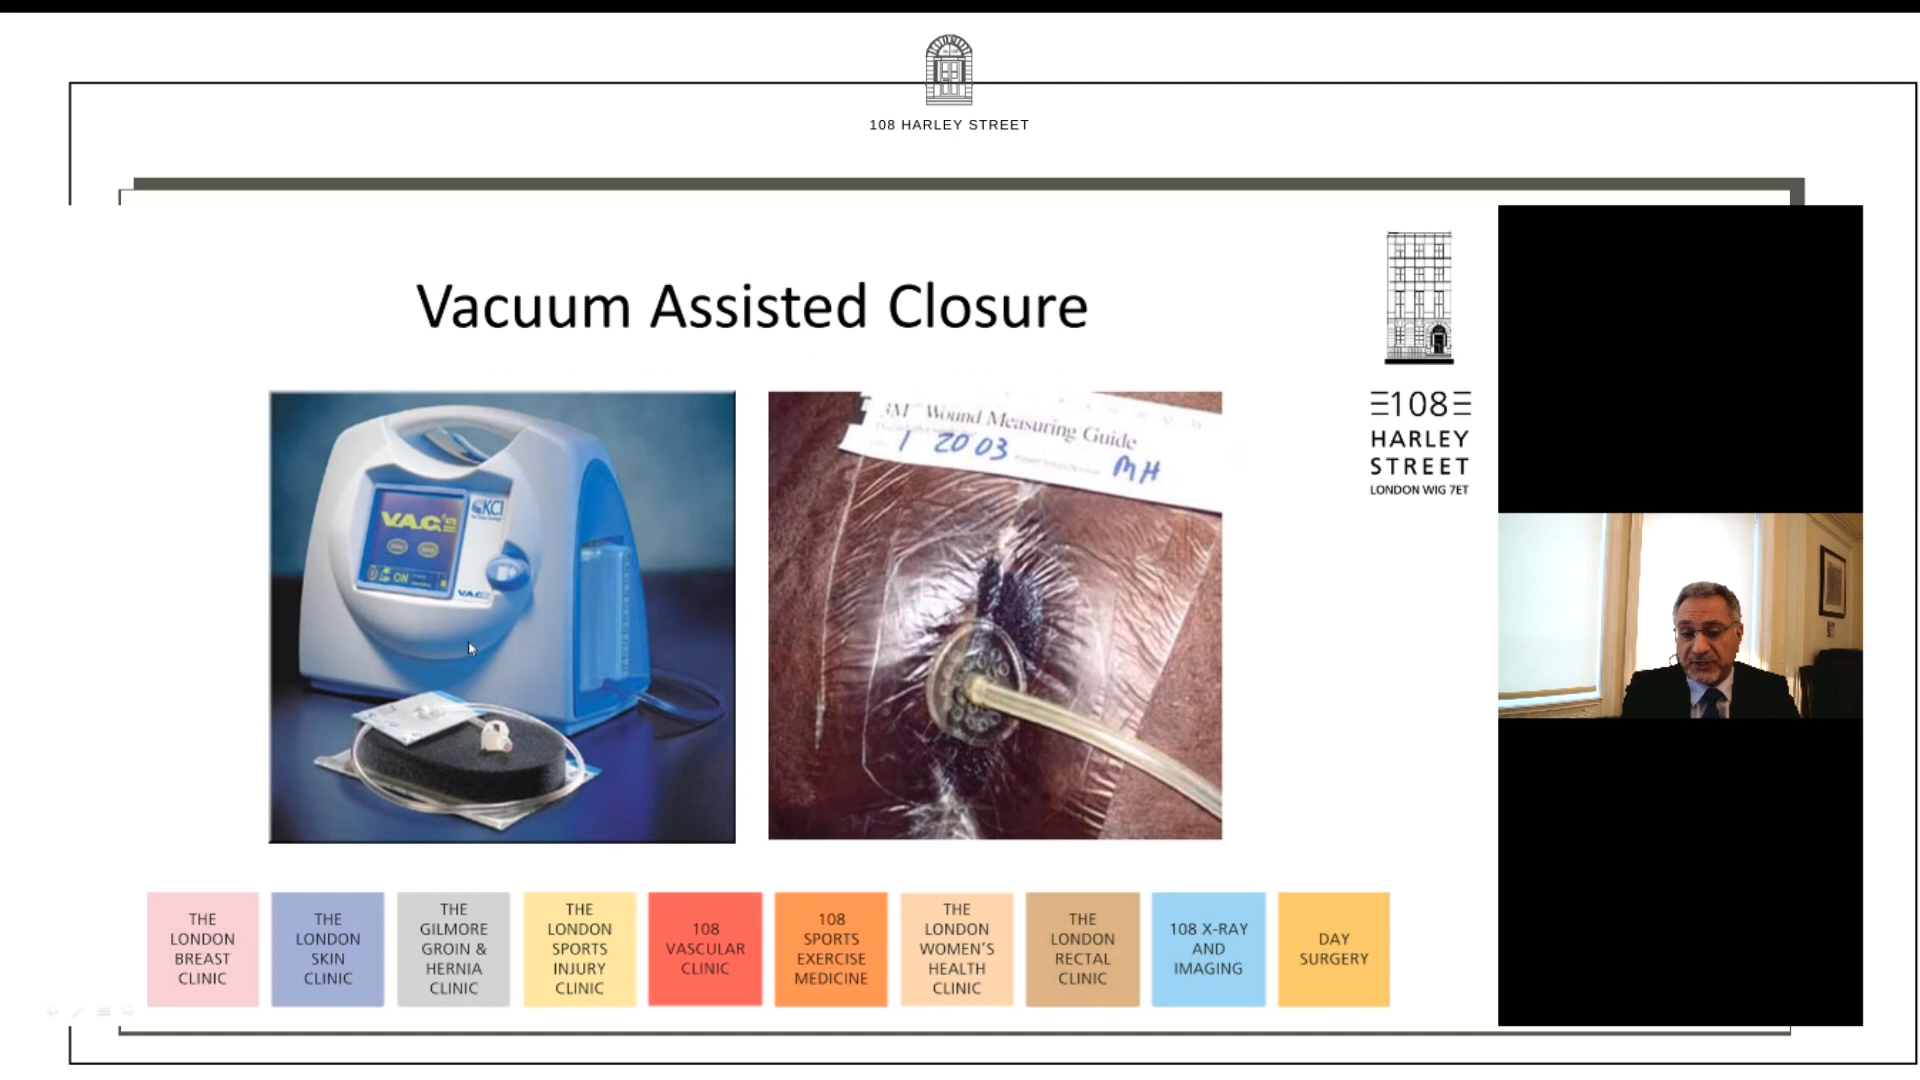 108 HARLEY STREET
Vacuum Assisted Closure
108
HARLEY
STREET
LONDON WIG 7ET
KCI
V.A.C.
ON
V.A.C.
3M Wound Measuring Guide
1 20 03
MH
THE
LONDON
BREAST
CLINIC
THE
LONDON
SKIN
CLINIC
THE
GILMORE
GROIN &
HERNIA
CLINIC
THE
LONDON
SPORTS
INJURY
CLINIC
108
VASCULAR
CLINIC
108
SPORTS
EXERCISE
MEDICINE
THE
LONDON
WOMEN'S
HEALTH
CLINIC
THE
LONDON
RECTAL
CLINIC
108 X-RAY
AND
IMAGING
DAY
SURGERY